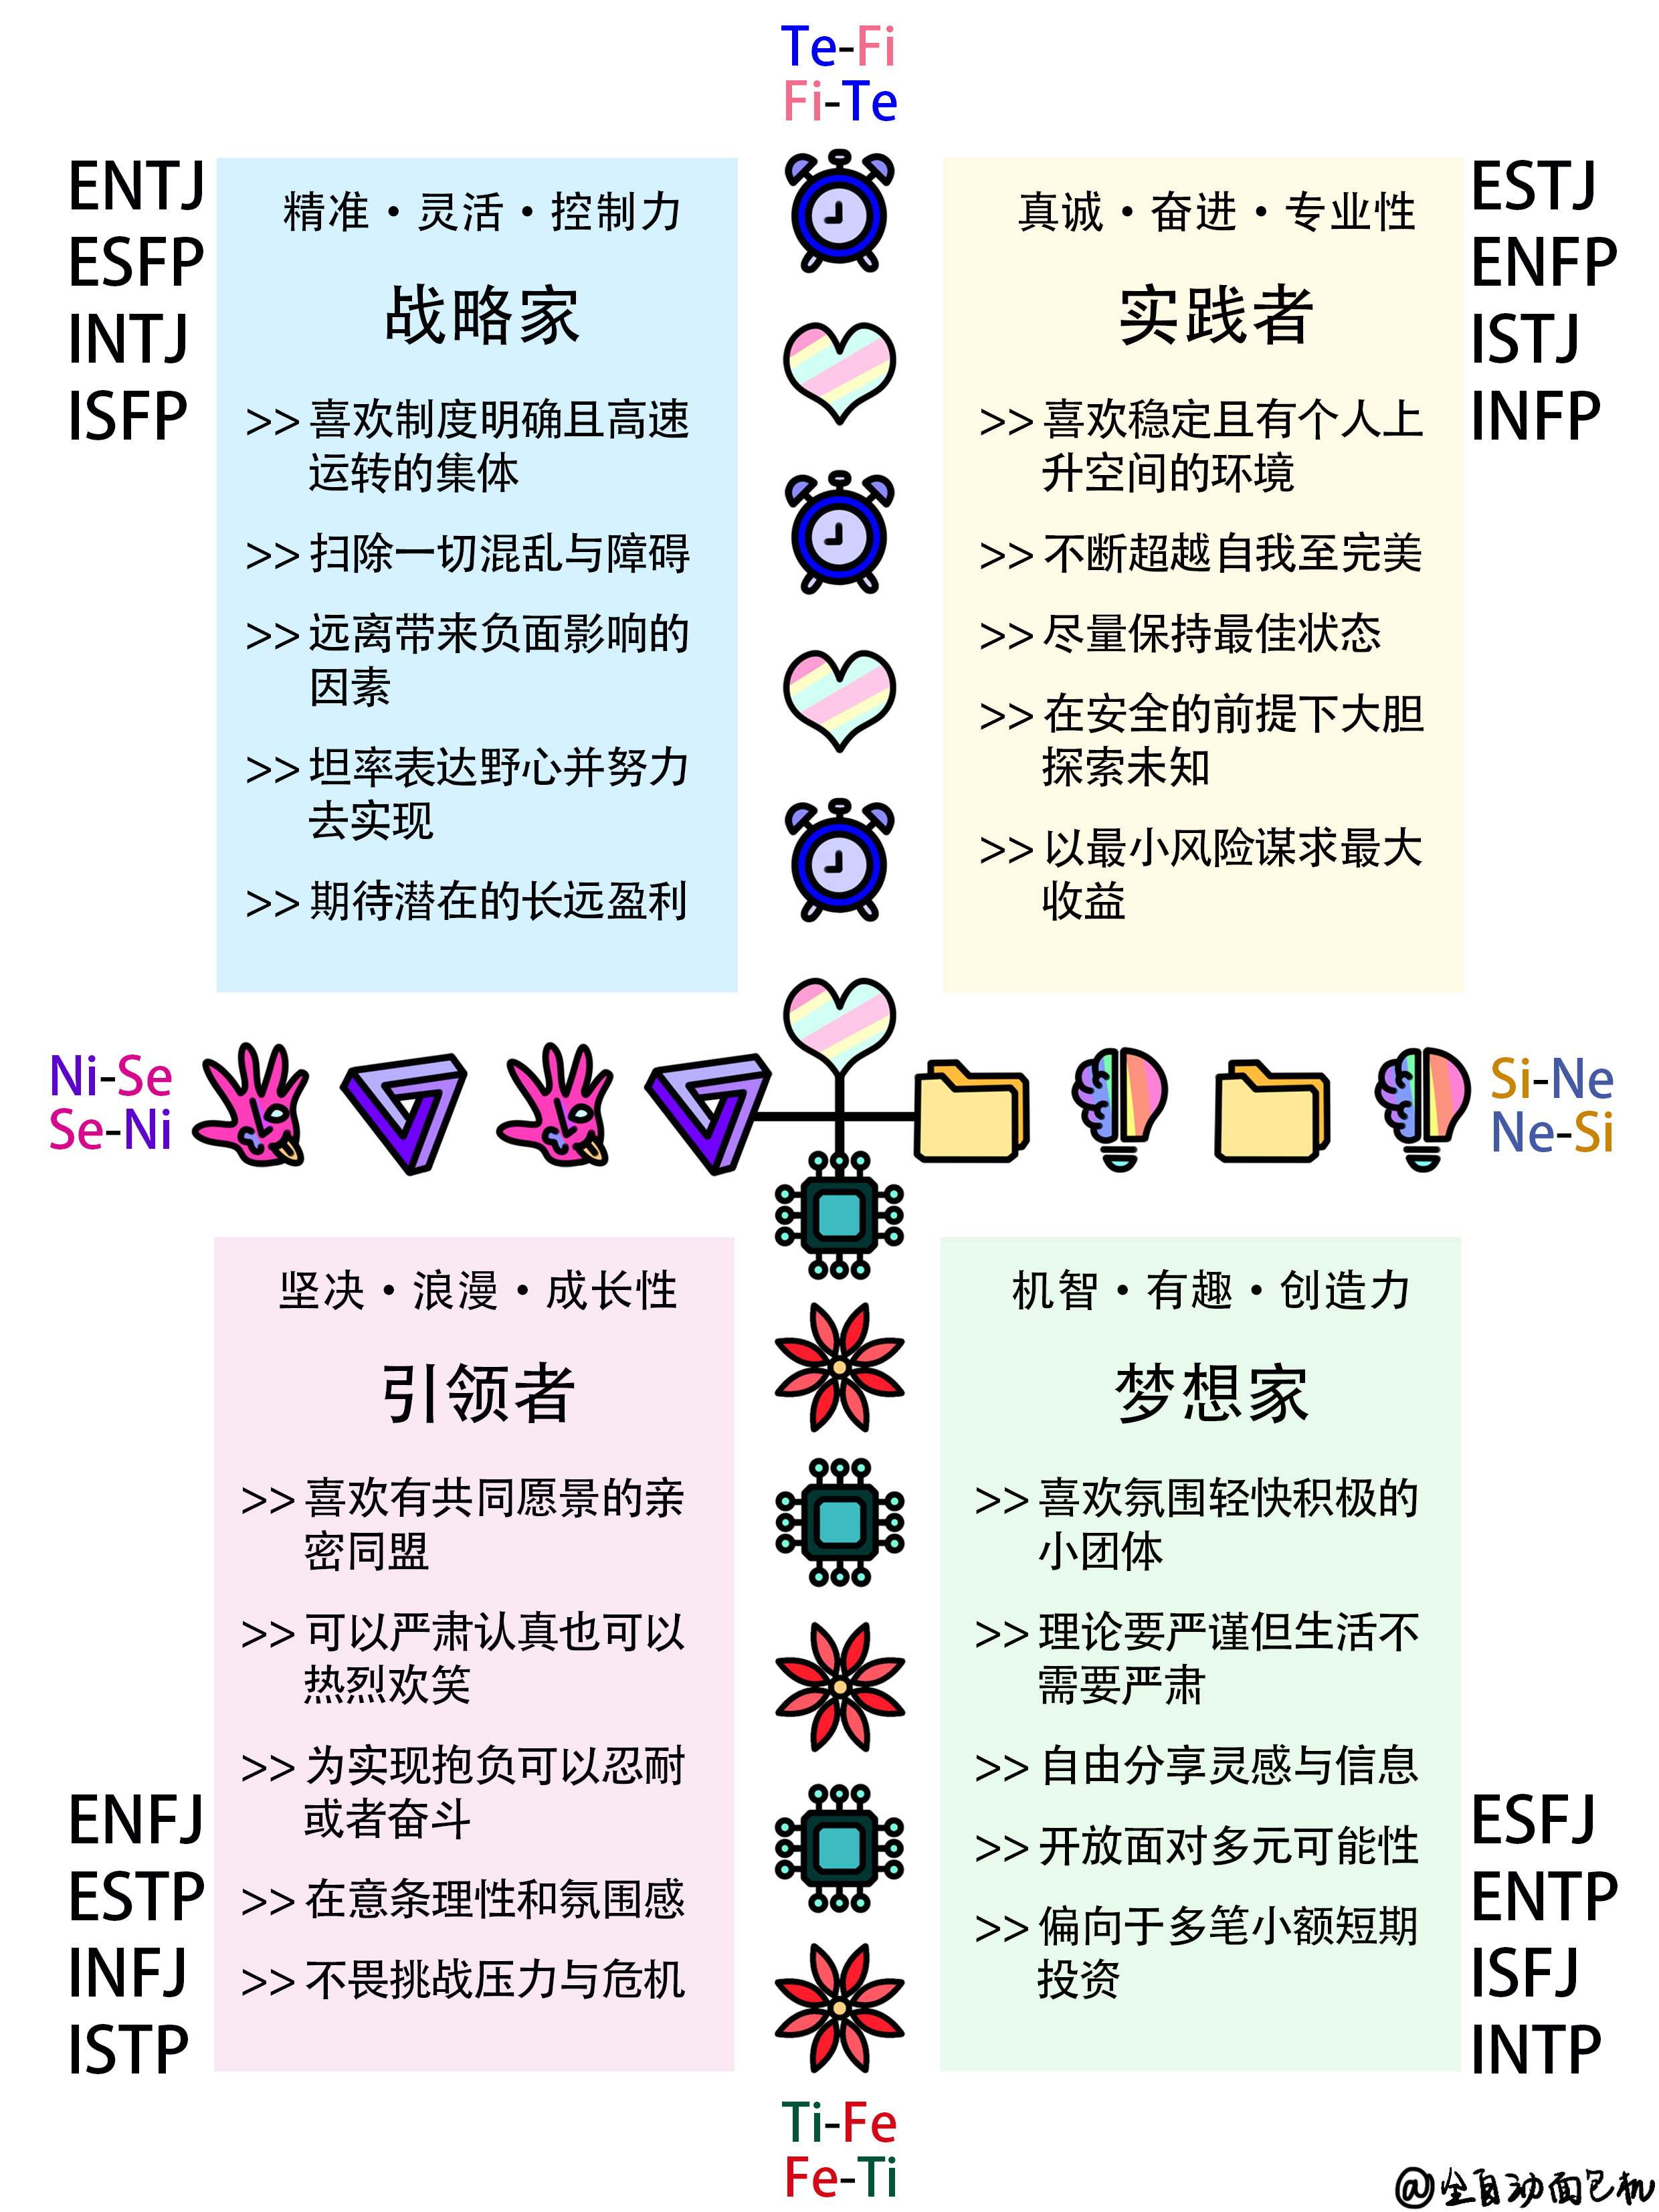 Te-Fi
Fi-Te
ENTJ
ESFP
INTJ
ISFP
精准·灵活·控制力
战略家
>> 喜欢制度明确且高速
运转的集体
>> 扫除一切混乱与障碍
>> 远离带来负面影响的
因素
>> 坦率表达野心并努力
去实现
>> 期待潜在的长远盈利
真诚·奋进·专业性
实践者
>> 喜欢稳定且有个人上
升空间的环境
>> 不断超越自我至完美
>> 尽量保持最佳状态
>> 在安全的前提下大胆
探索未知
>> 以最小风险谋求最大
收益
ESTJ
ENFP
ISTJ
INFP
Ni-Se
Se-Ni
Si-Ne
Ne-Si
坚决·浪漫·成长性
引领者
>> 喜欢有共同愿景的亲
密同盟
>> 可以严肃认真也可以
热烈欢笑
>> 为实现抱负可以忍耐
或者奋斗
>> 在意条理性和氛围感
>> 不畏挑战压力与危机
ENFJ
ESTP
INFJ
ISTP
机智·有趣·创造力
梦想家
>> 喜欢氛围轻快积极的
小团体
>> 理论要严谨但生活不
需要严肃
>> 自由分享灵感与信息
>> 开放面对多元可能性
>> 偏向于多笔小额短期
投资
ESFJ
ENTP
ISFJ
INTP
Ti-Fe
Fe-Ti
@全自动面包机